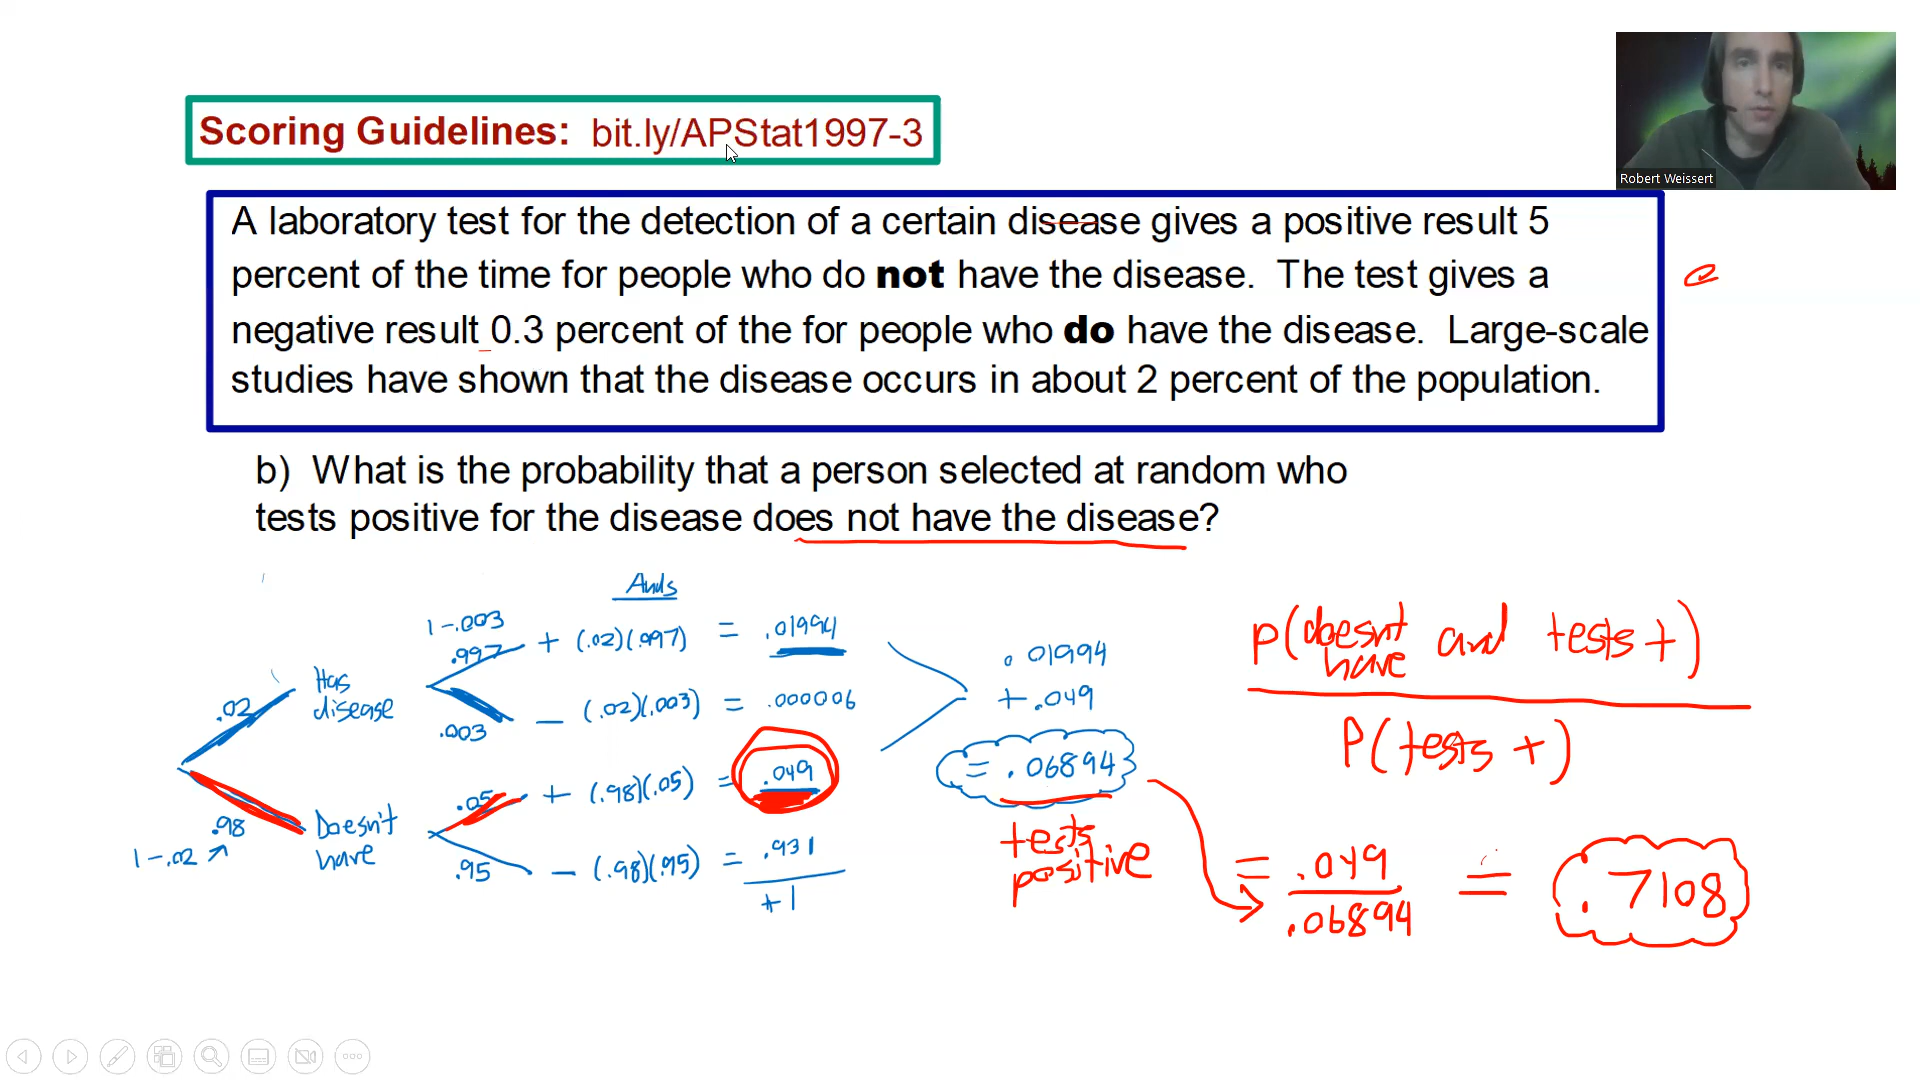 Scoring Guidelines: bit.ly/APStat1997-3
Robert Weissert
A laboratory test for the detection of a certain disease gives a positive result 5
percent of the time for people who do not have the disease. The test gives a
negative result 0.3 percent of the for people who do have the disease. Large-scale
studies have shown that the disease occurs in about 2 percent of the population.
b) What is the probability that a person selected at random who
tests positive for the disease does not have the disease?
Ands
1-.003
.997 + (.02)(.997) = .01994
.02
Has
disease
.003 - (.02)(.003) = .000006
.98
1-.02
Doesn't
have
.05 + (.98)(.05) = .049
.95 - (.98)(.95) = .931
+1
.01994
+.049
= .06894
tests
positive
P(doesnt have and tests +)
P(tests +)
= .049
.06894
= .7108